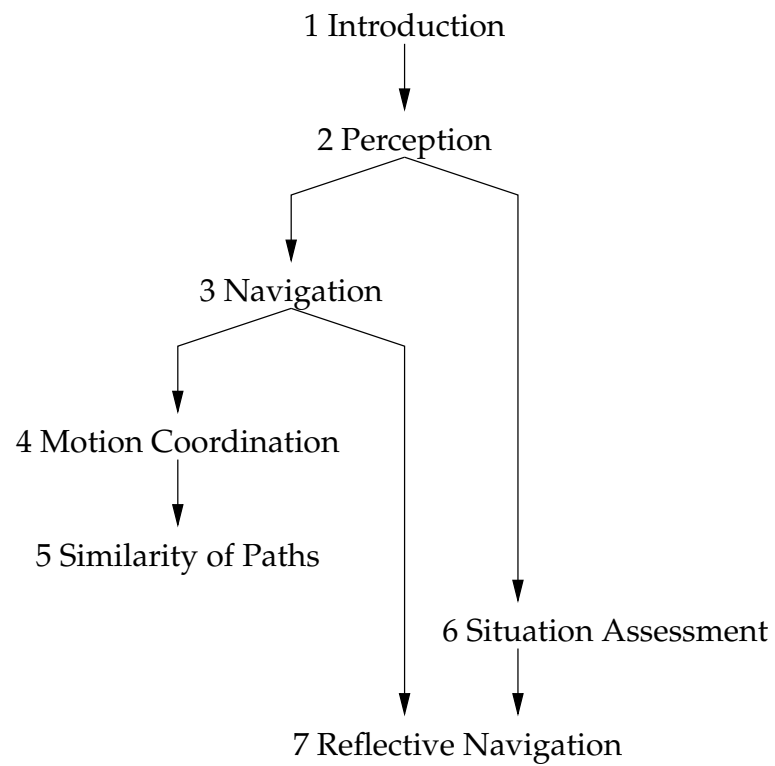 1 Introduction
2 Perception
3 Navigation
4 Motion Coordination
5 Similarity of Paths
6 Situation Assessment
7 Reflective Navigation